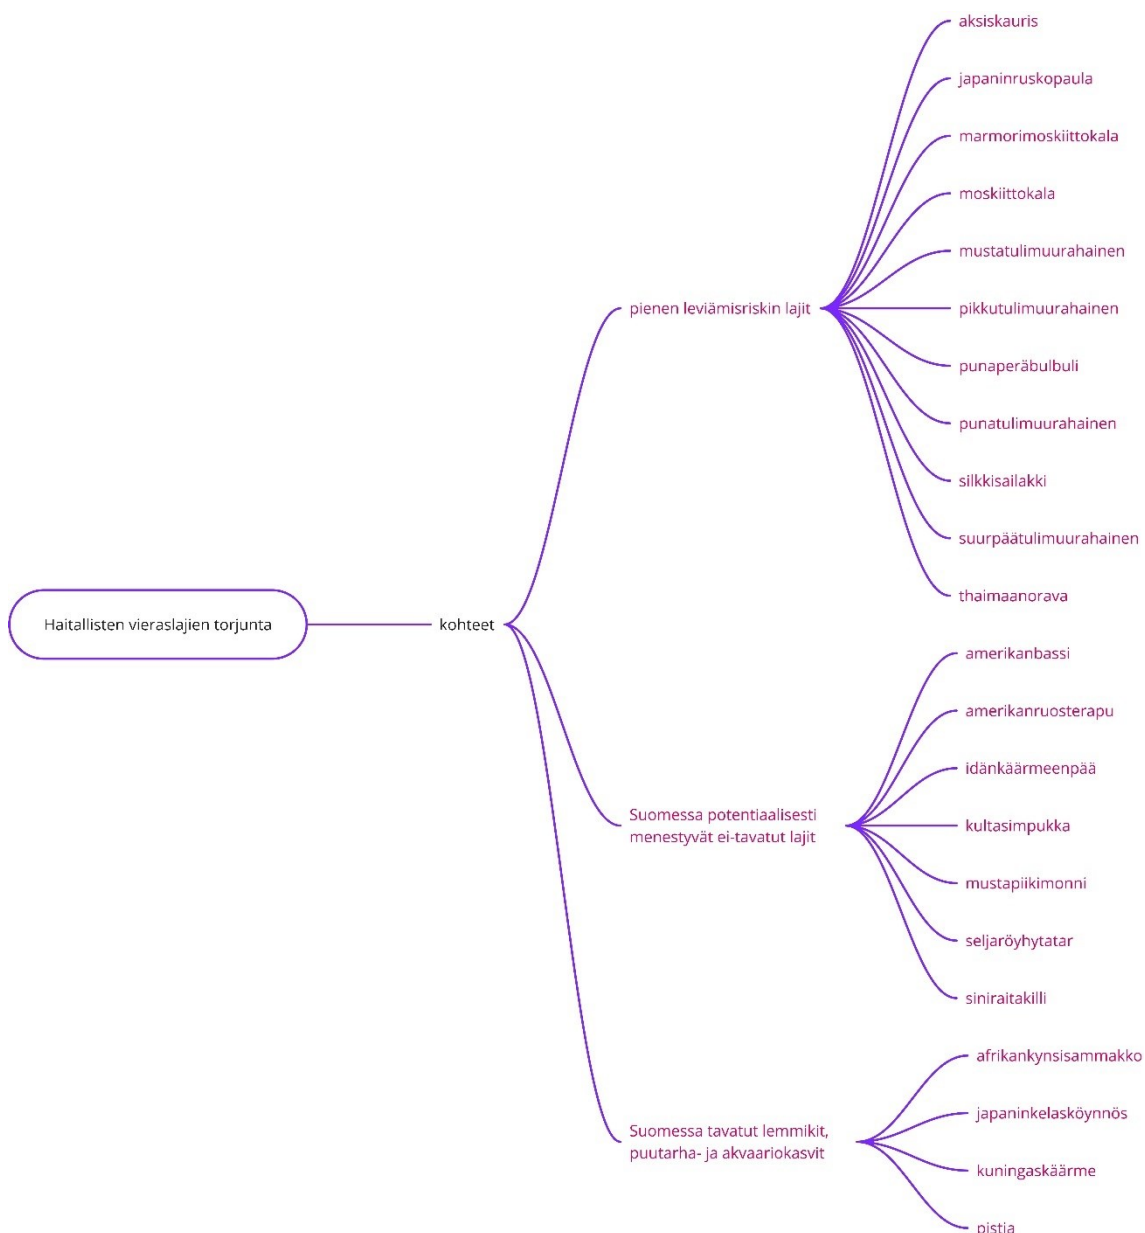 Haitallisten vieraslajien torjunta
kohteet
pienen leviämisriskin lajit
aksiskauris
japaninruskopaula
marmorimoskiittokala
moskiittokala
mustatulimuurahainen
pikkutulimuurahainen
punaperäbulbuli
punatulimuurahainen
silkkisailakki
suurpäätulimuurahainen
thaimaanorava
Suomessa potentiaalisesti
menestyvät ei-tavatut lajit
amerikanbassi
amerikanruosterapu
idänkäärmeenpää
kultasimpukka
mustapiikimonni
seljaröyhytatar
siniraitakilli
Suomessa tavatut lemmikit,
puutarha- ja akvaariokasvit
afrikankynsisammakko
japaninkelasköynnös
kuningaskäärme
pistia